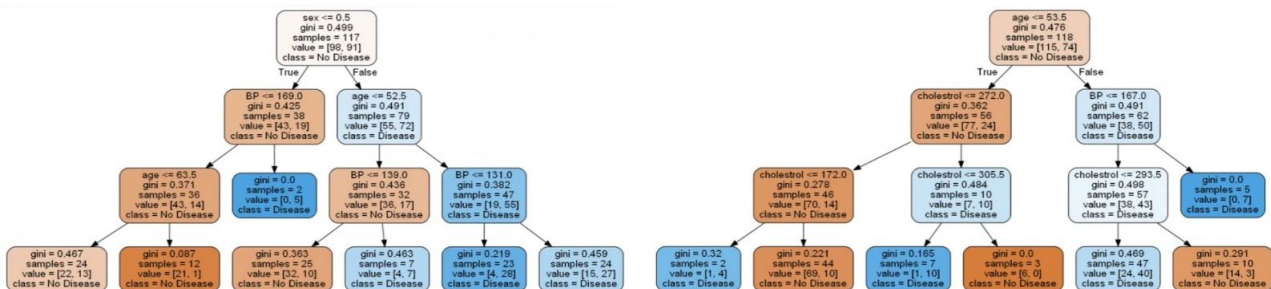 sex <= 0.5
gini = 0.499
samples = 117
value = [98, 91]
class = No Disease
True
False
BP <= 169.0
gini = 0.425
samples = 38
value = [43, 19]
class = No Disease
age <= 52.5
gini = 0.491
samples = 79
value = [55, 72]
class = Disease
age <= 63.5
gini = 0.371
samples = 36
value = [43, 14]
class = No Disease
gini = 0.0
samples = 2
value = [0, 5]
class = Disease
BP <= 139.0
gini = 0.436
samples = 32
value = [36, 17]
class = No Disease
BP <= 131.0
gini = 0.382
samples = 47
value = [19, 55]
class = Disease
gini = 0.467
samples = 24
value = [22, 13]
class = No Disease
gini = 0.087
samples = 12
value = [21, 1]
class = No Disease
gini = 0.363
samples = 25
value = [32, 10]
class = No Disease
gini = 0.463
samples = 7
value = [4, 7]
class = Disease
gini = 0.219
samples = 23
value = [4, 28]
class = Disease
gini = 0.459
samples = 24
value = [15, 27]
class = Disease
age <= 53.5
gini = 0.476
samples = 118
value = [115, 74]
class = No Disease
True
False
cholestrol <= 272.0
gini = 0.362
samples = 56
value = [77, 24]
class = No Disease
BP <= 167.0
gini = 0.491
samples = 62
value = [38, 50]
class = Disease
cholestrol <= 172.0
gini = 0.278
samples = 46
value = [70, 14]
class = No Disease
cholestrol <= 305.5
gini = 0.484
samples = 10
value = [7, 10]
class = Disease
cholestrol <= 293.5
gini = 0.498
samples = 57
value = [38, 43]
class = Disease
gini = 0.0
samples = 5
value = [0, 7]
class = Disease
gini = 0.32
samples = 2
value = [1, 4]
class = Disease
gini = 0.221
samples = 44
value = [69, 10]
class = No Disease
gini = 0.165
samples = 7
value = [1, 10]
class = Disease
gini = 0.0
samples = 3
value = [6, 0]
class = No Disease
gini = 0.469
samples = 47
value = [24, 40]
class = Disease
gini = 0.291
samples = 10
value = [14, 3]
class = No Disease